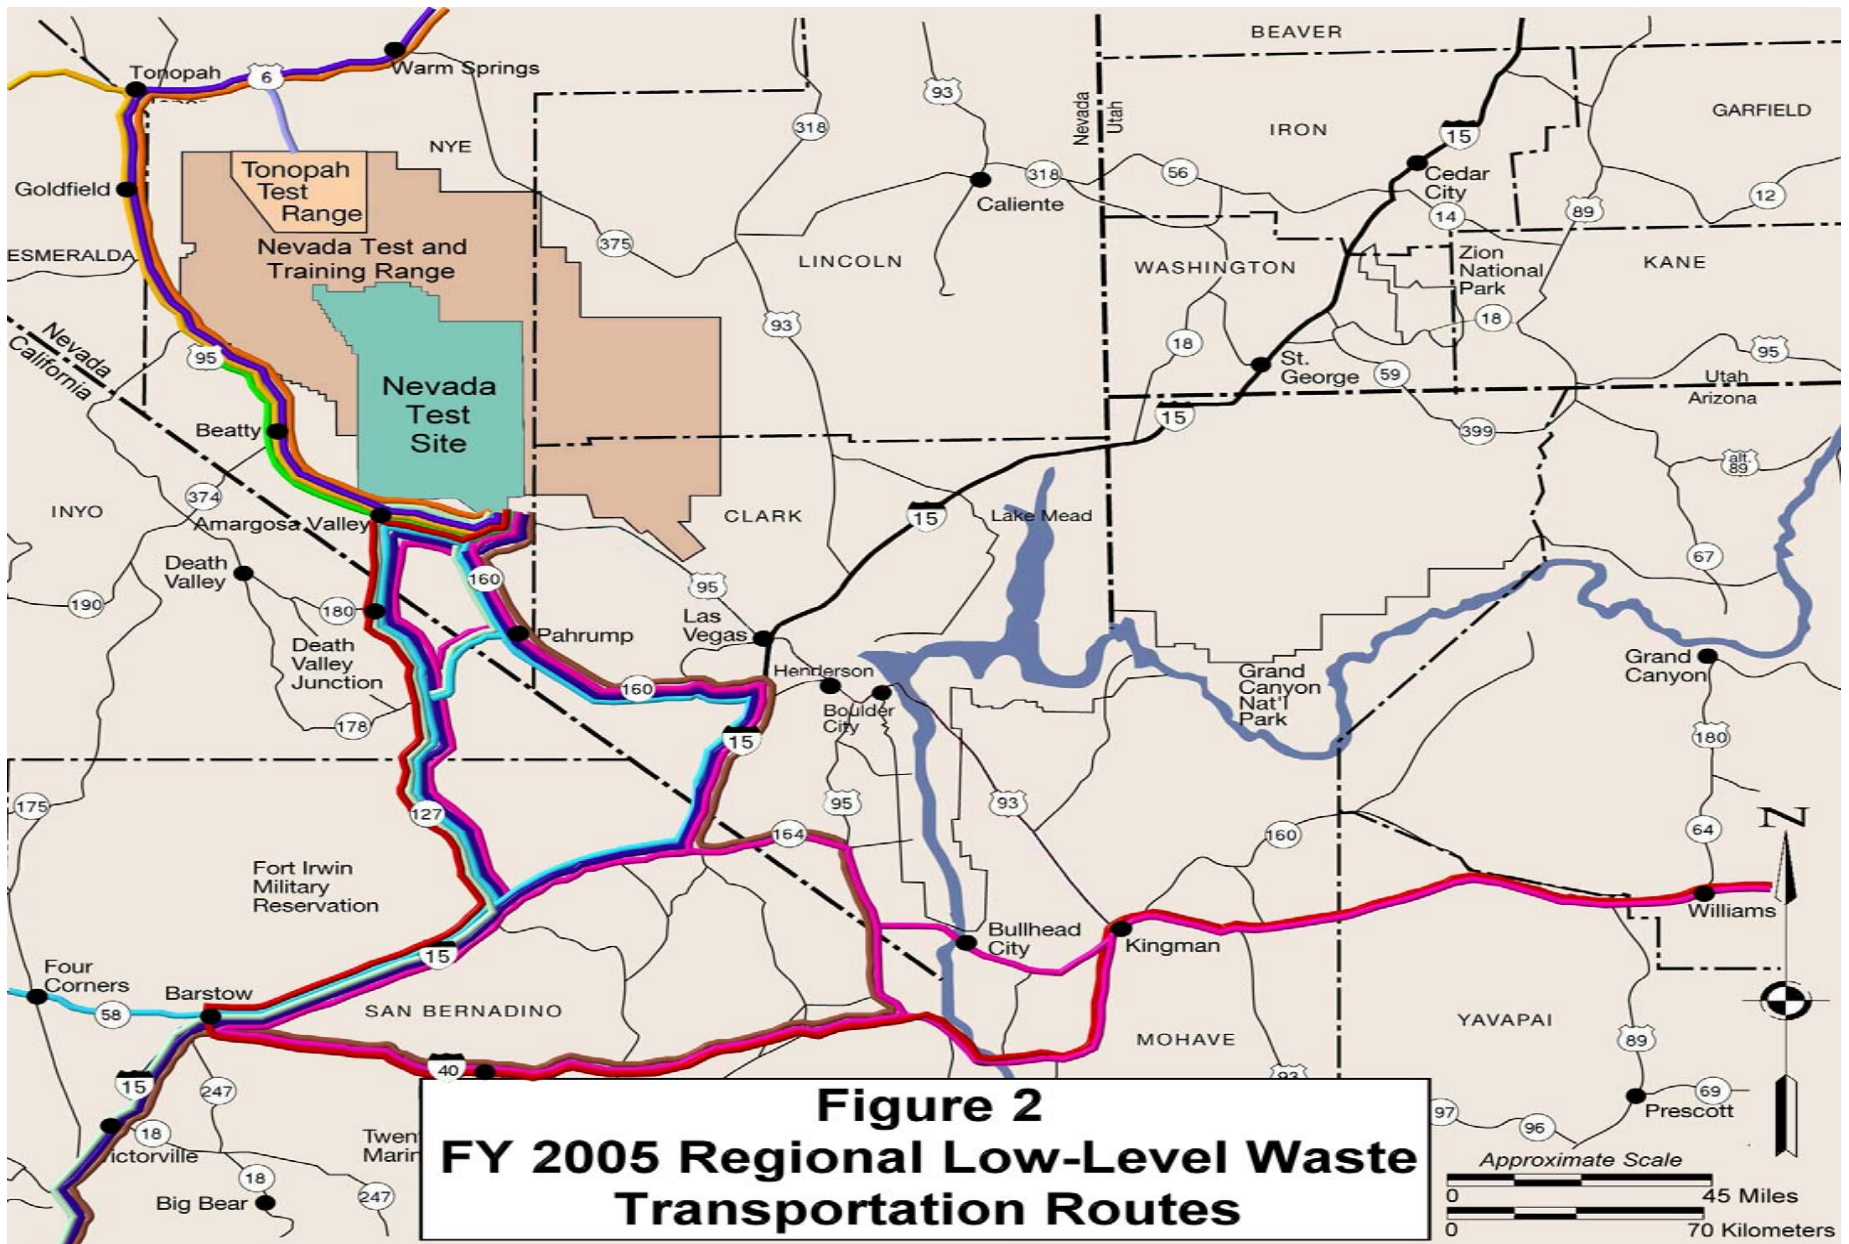 BEAVER
Warm Springs
Tonopah
6
93
Nevada
Utah
GARFIELD
318
IRON
15
NYE
Tonopah
Test
Range
Goldfield
318
56
Cedar
City
12
Caliente
14
89
375
ESMERALDA
Nevada Test and
Training Range
LINCOLN
WASHINGTON
Zion
National
Park
KANE
93
18
18
Nevada
California
95
St.
George
59
95
Utah
Arizona
Nevada
Test
Site
15
Beatty
399
alt.
89
374
INYO
Amargosa Valley
CLARK
15
Lake Mead
67
Death
Valley
160
95
190
180
Las
Vegas
Pahrump
Death
Valley
Junction
Henderson
Grand
Canyon
Nat'l
Park
Grand
Canyon
160
Boulder
City
178
15
180
175
127
95
93
164
160
64
N
Fort Irwin
Military
Reservation
Williams
Bullhead
City
Kingman
15
Four
Corners
Barstow
58
SAN BERNADINO
MOHAVE
YAVAPAI
89
40
93
15
247
69
97
Prescott
96
18
Twen
Marin
ictorville
18
Big Bear
247
Figure 2
FY 2005 Regional Low-Level Waste
Transportation Routes
Approximate Scale
0 45 Miles
0 70 Kilometers